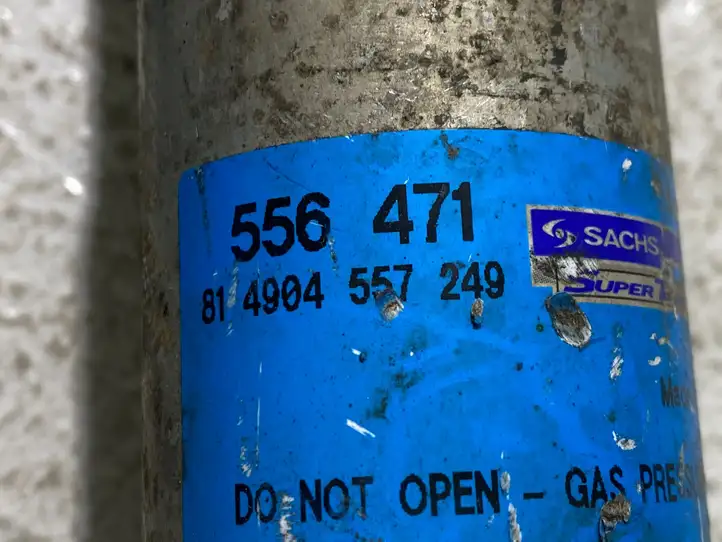 556 471
SACHS
81 4904 557 249
SUPER
DO NOT OPEN - GAS